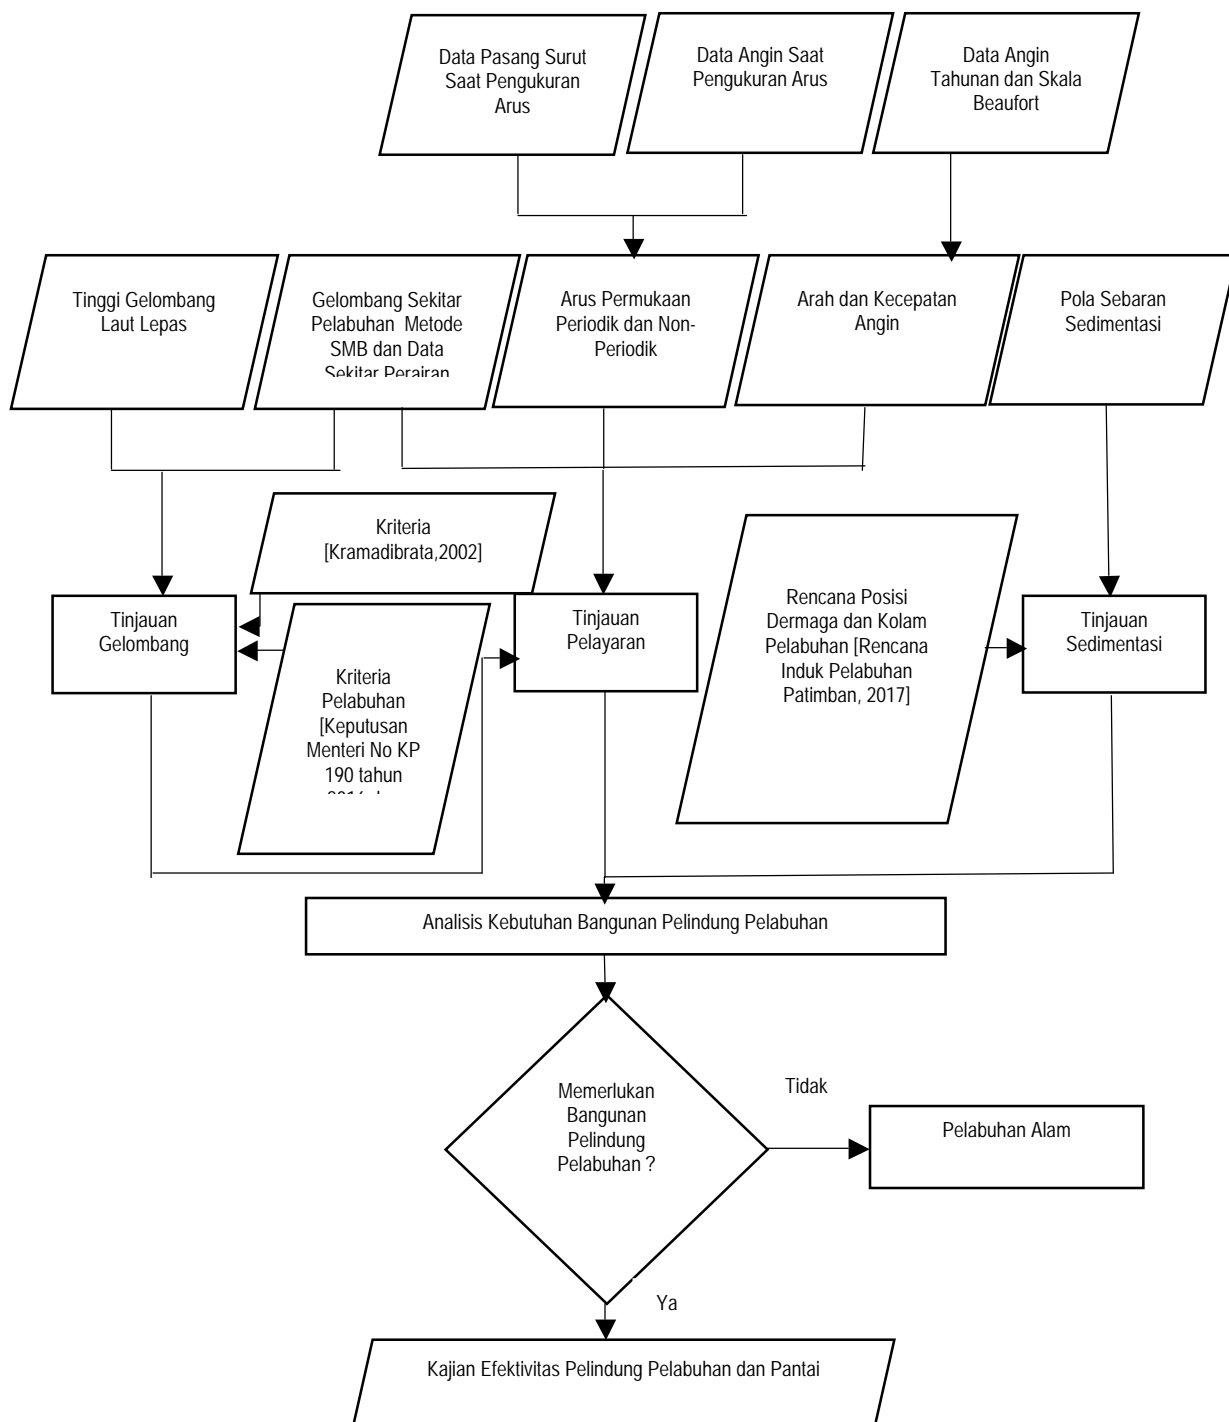 Data Pasang Surut
Saat Pengukuran
Arus
Data Angin Saat
Pengukuran Arus
Data Angin
Tahunan dan Skala
Beaufort
Tinggi Gelombang
Laut Lepas
Gelombang Sekitar
Pelabuhan Metode
SMB dan Data
Sekitar Perairan
Arus Permukaan
Periodik dan Non-
Periodik
Arah dan Kecepatan
Angin
Pola Sebaran
Sedimentasi
Kriteria
[Kramadibrata,2002]
Tinjauan
Gelombang
Kriteria
Pelabuhan
[Keputusan
Menteri No KP
190 tahun
Tinjauan
Pelayaran
Rencana Posisi
Dermaga dan Kolam
Pelabuhan [Rencana
Induk Pelabuhan
Patimban, 2017]
Tinjauan
Sedimentasi
Analisis Kebutuhan Bangunan Pelindung Pelabuhan
Memerlukan
Bangunan
Pelindung
Pelabuhan ?
Tidak
Pelabuhan Alam
Ya
Kajian Efektivitas Pelindung Pelabuhan dan Pantai